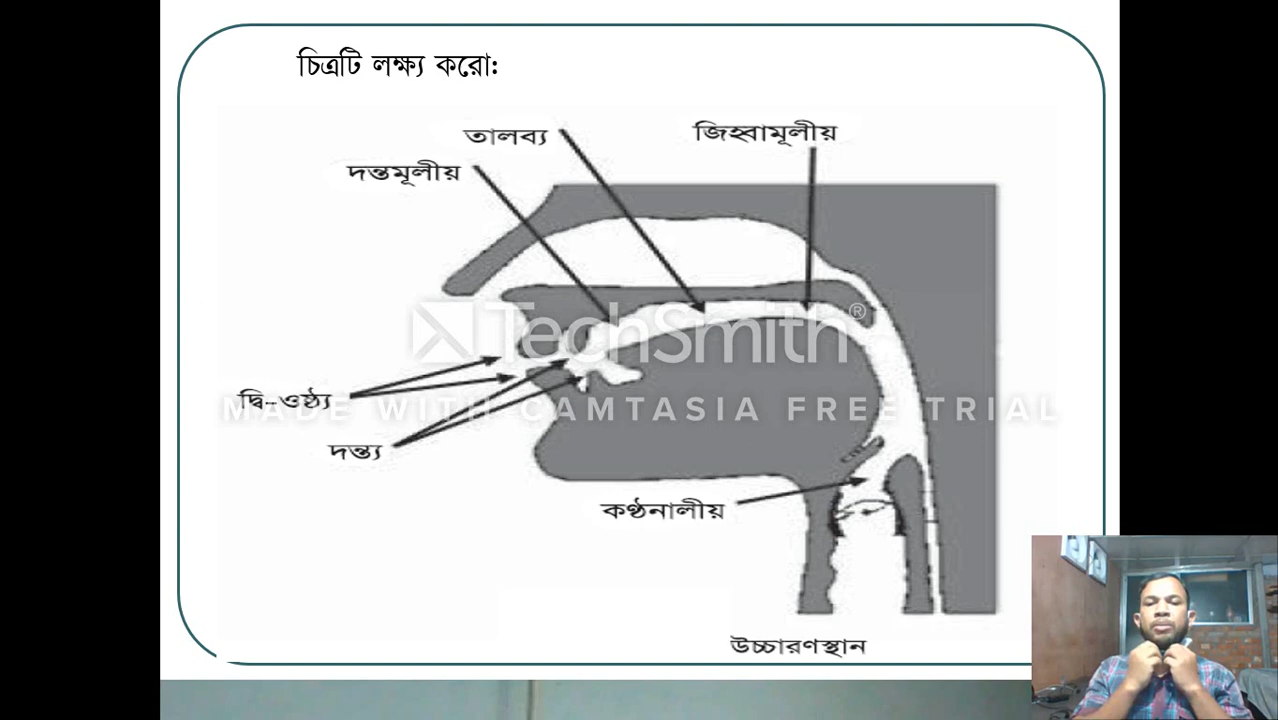 চিত্রটি লক্ষ্য করো:
তালব্য
জিহ্বামূলীয়
দন্তমূলীয়
TechSmith®
দ্বি-ওষ্ঠ্য
MADE WITH CAMTASIA FREE TRIAL
দন্ত্য
কণ্ঠনালীয়
উচ্চারণস্থান